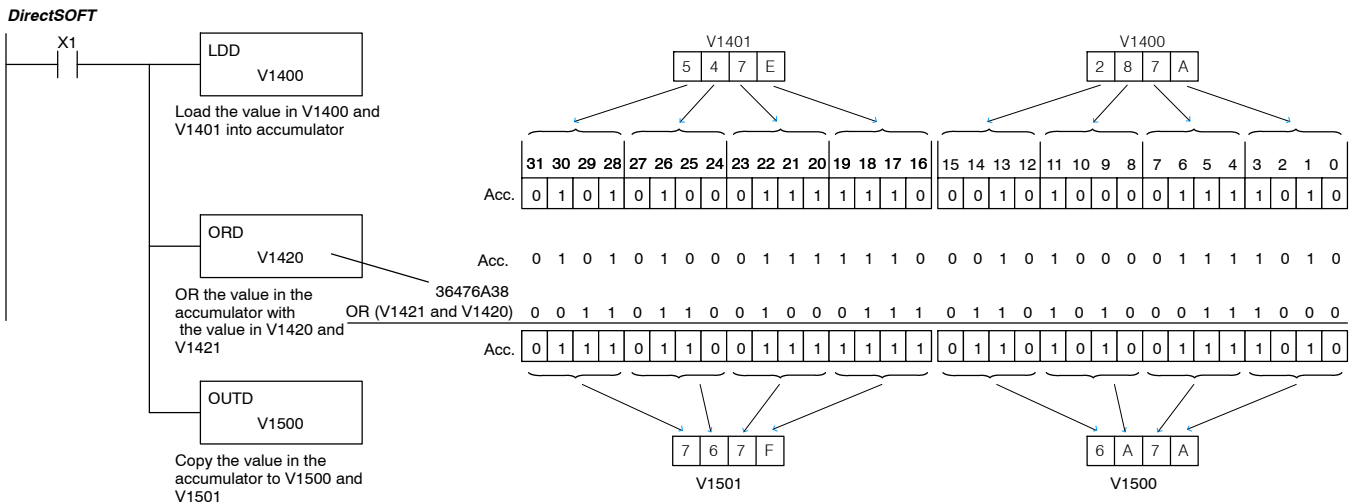 DirectSOFT
X1
LDD
V1400
Load the value in V1400 and
V1401 into accumulator
ORD
V1420
OR the value in the
accumulator with
the value in V1420 and
V1421
OUTD
V1500
Copy the value in the
accumulator to V1500 and
V1501
V1401 V1400
5 4 7 E 2 8 7 A
31 30 29 28 27 26 25 24 23 22 21 20 19 18 17 16 15 14 13 12 11 10 9 8 7 6 5 4 3 2 1 0
Acc. 0 1 0 1 0 1 0 0 0 1 1 1 1 1 1 0 0 0 1 0 1 0 0 0 0 1 1 1 1 0 1 0
Acc. 0 1 0 1 0 1 0 0 0 1 1 1 1 1 1 0 0 0 1 0 1 0 0 0 0 1 1 1 1 0 1 0
36476A38
OR (V1421 and V1420) 0 0 1 1 0 1 1 0 0 1 0 0 0 1 1 1 0 1 1 0 1 0 1 0 0 0 1 1 1 0 0 0
Acc. 0 1 1 1 0 1 1 0 0 1 1 1 1 1 1 1 0 1 1 0 1 0 1 0 0 1 1 1 1 0 1 0
7 6 7 F 6 A 7 A
V1501 V1500